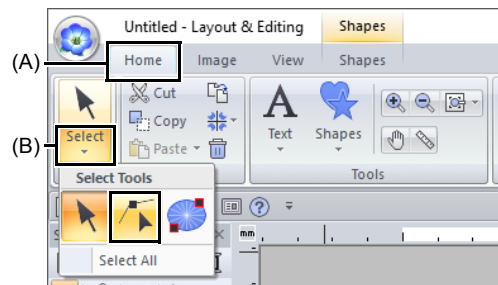 Untitled - Layout & Editing
Shapes
(A)
Home
Image
View
Shapes
Cut
Copy
Paste
(B)
Select
Text
Shapes
Tools
Select Tools
Select All
mm